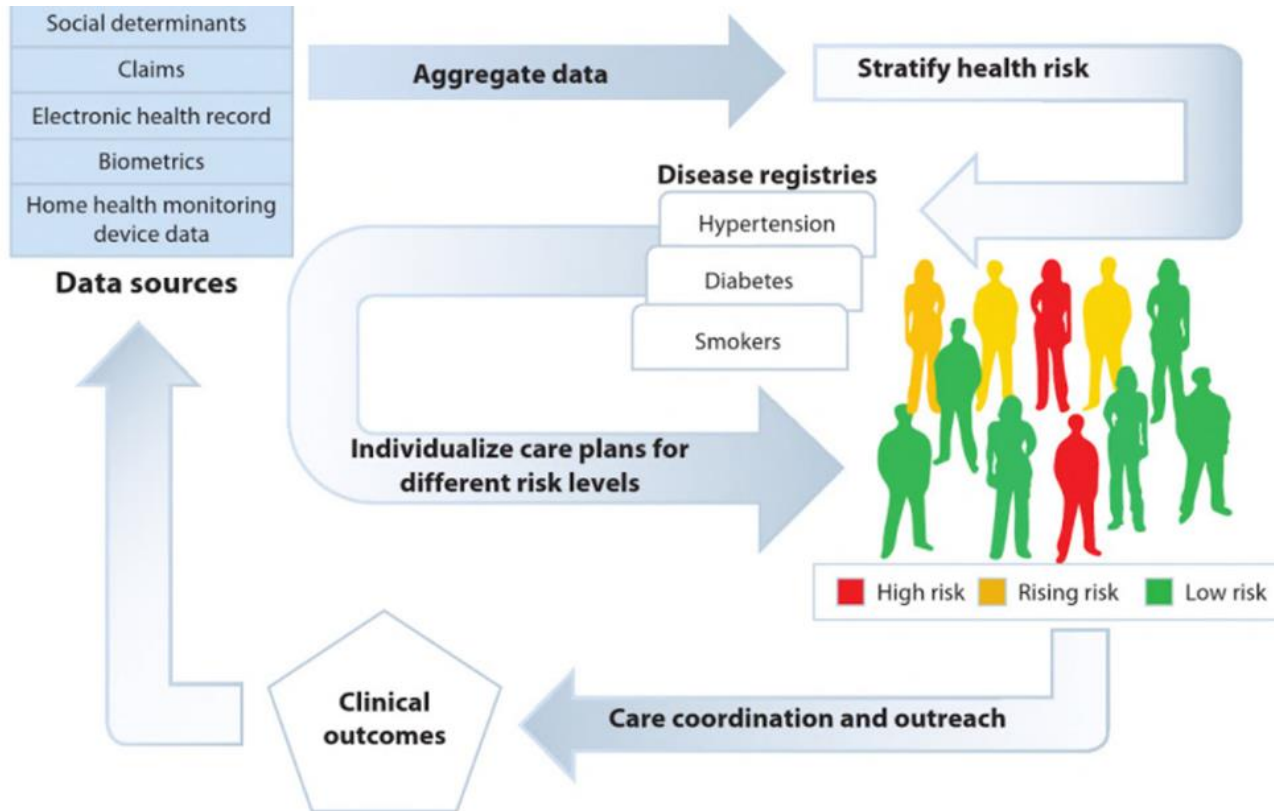 Social determinants
Claims
Electronic health record
Biometrics
Home health monitoring
device data
Data sources
Aggregate data
Stratify health risk
Disease registries
Hypertension
Diabetes
Smokers
Individualize care plans for
different risk levels
High risk
Rising risk
Low risk
Care coordination and outreach
Clinical
outcomes